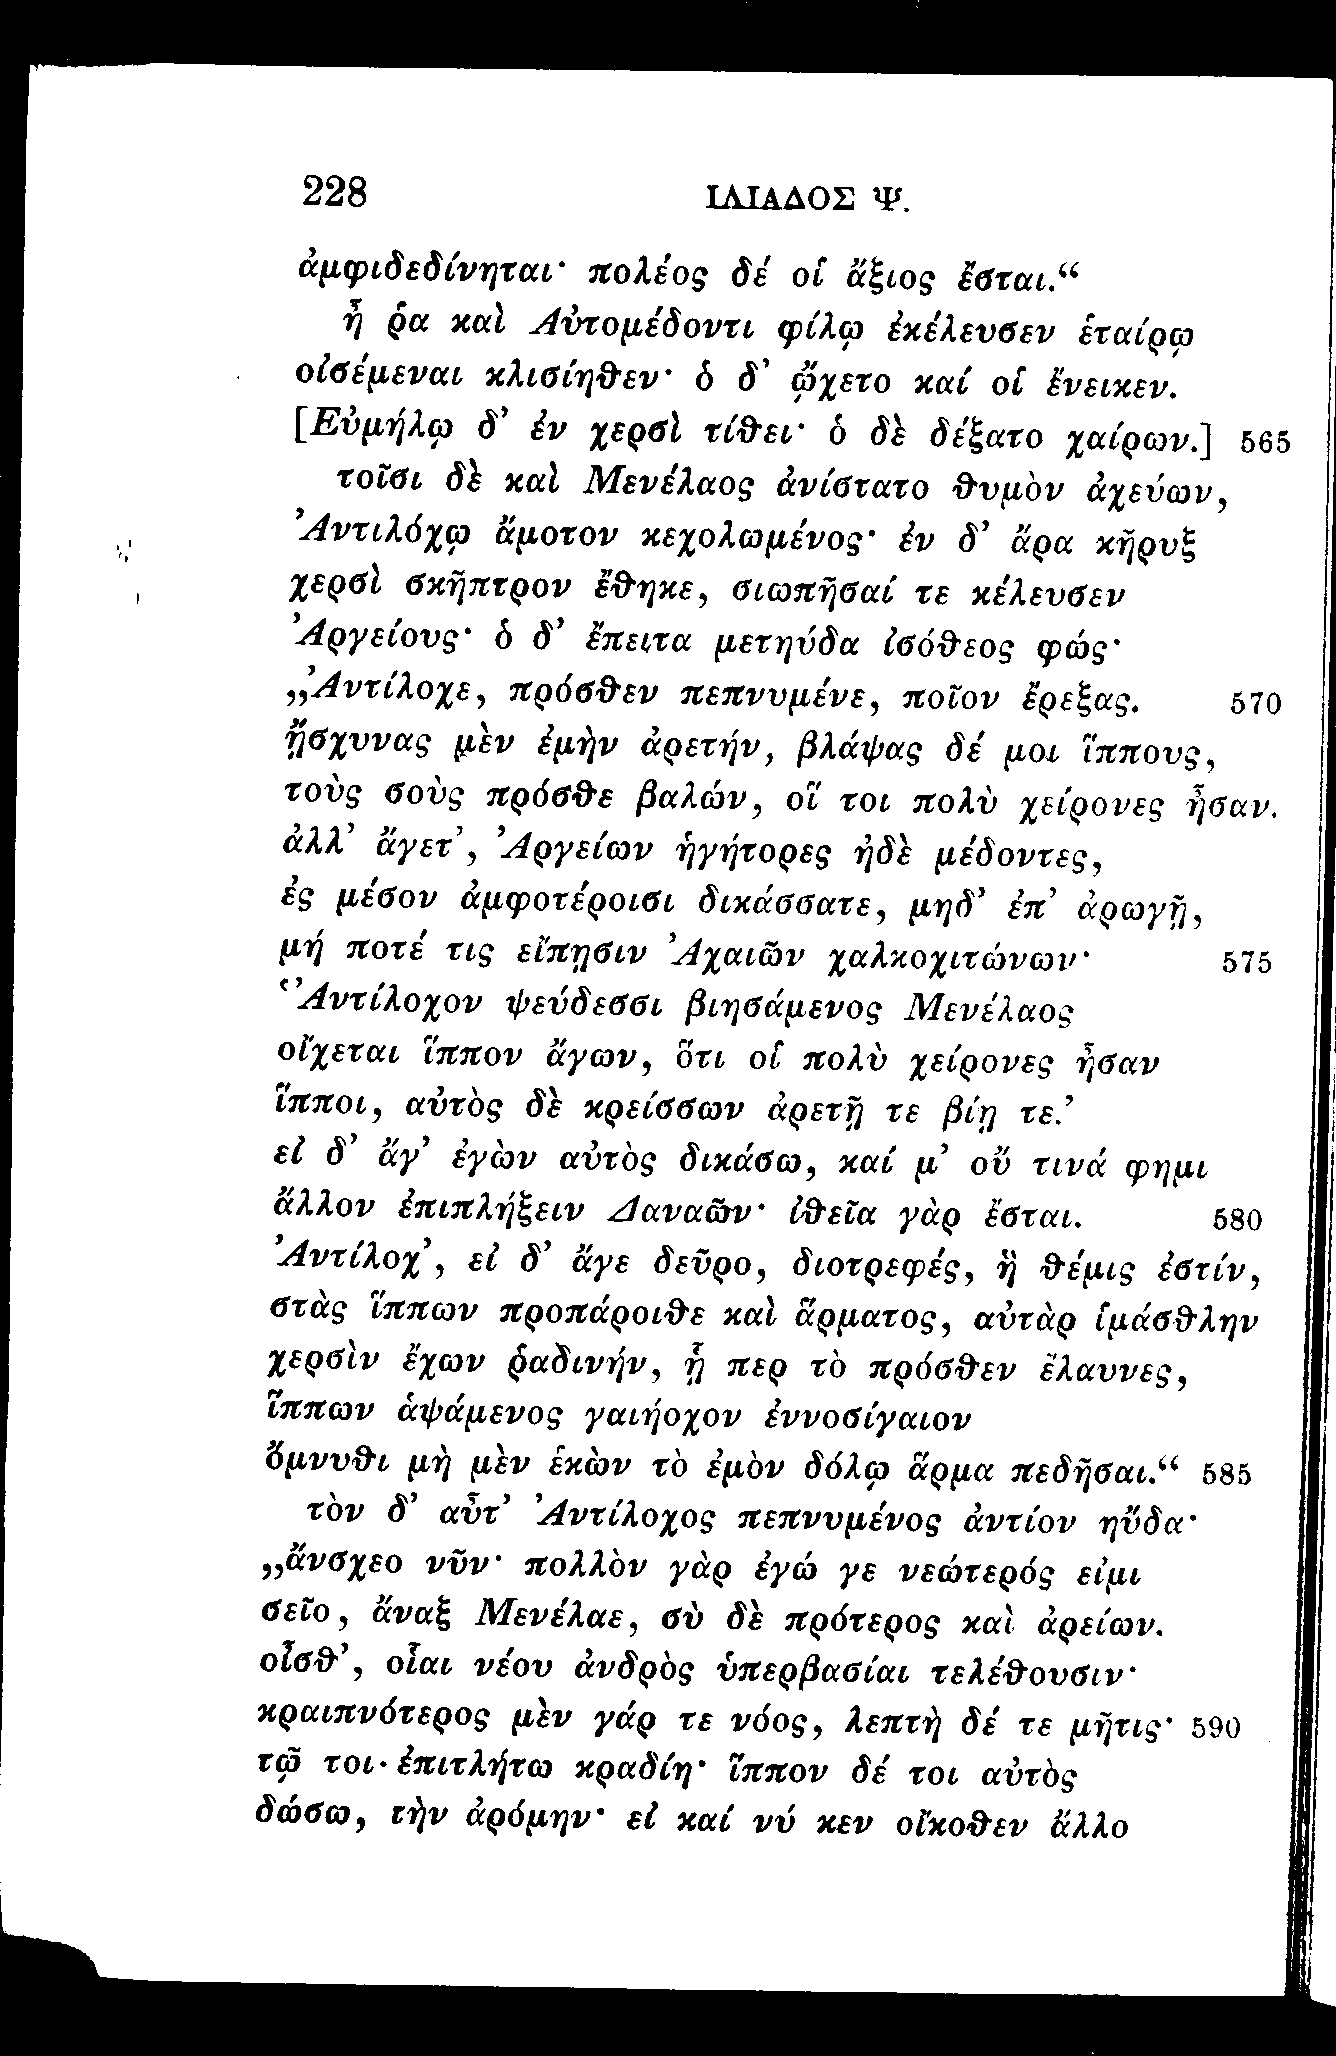 228 ΙΛΙΑΔΟΣ Ψ.
ἀμφιδεδίνηται· πολέος δέ οἱ ἄξιος ἔσται.“
ἦ ῥα καὶ Αὐτομέδοντι φίλῳ ἐκέλευσεν ἑταίρῳ
οἰσέμεναι κλισίηθεν· ὁ δ’ ᾤχετο καί οἱ ἔνεικεν.
[Εὐμήλῳ δ’ ἐν χερσὶ τίθει· ὁ δὲ δέξατο χαίρων.] 565
τοῖσι δὲ καὶ Μενέλαος ἀνίστατο θυμὸν ἀχεύων,
Ἀντιλόχῳ ἄμοτον κεχολωμένος· ἐν δ’ ἄρα κῆρυξ
χερσὶ σκῆπτρον ἔθηκε, σιωπῆσαί τε κέλευσεν
Ἀργείους· ὁ δ’ ἔπειτα μετηύδα ἰσόθεος φώς·
„Ἀντίλοχε, πρόσθεν πεπνυμένε, ποῖον ἔρεξας. 570
ᾔσχυνας μὲν ἐμὴν ἀρετήν, βλάψας δέ μοι ἵππους,
τοὺς σοὺς πρόσθε βαλών, οἵ τοι πολὺ χείρονες ἦσαν.
ἀλλ’ ἄγετ’, Ἀργείων ἡγήτορες ἠδὲ μέδοντες,
ἐς μέσον ἀμφοτέροισι δικάσσατε, μηδ’ ἐπ’ ἀρωγῇ,
μή ποτέ τις εἴπῃσιν Ἀχαιῶν χαλκοχιτώνων· 575
‘Ἀντίλοχον ψεύδεσσι βιησάμενος Μενέλαος
οἴχεται ἵππον ἄγων, ὅτι οἱ πολὺ χείρονες ἦσαν
ἵπποι, αὐτὸς δὲ κρείσσων ἀρετῇ τε βίῃ τε.’
εἰ δ’ ἄγ’ ἐγὼν αὐτὸς δικάσω, καί μ’ οὔ τινά φημι
ἄλλον ἐπιπλήξειν Δαναῶν· ἰθεῖα γὰρ ἔσται. 580
Ἀντίλοχ’, εἰ δ’ ἄγε δεῦρο, διοτρεφές, ἣ θέμις ἐστίν,
στὰς ἵππων προπάροιθε καὶ ἅρματος, αὐτὰρ ἱμάσθλην
χερσὶν ἔχων ῥαδινήν, ᾗ περ τὸ πρόσθεν ἔλαυνες,
ἵππων ἁψάμενος γαιήοχον ἐννοσίγαιον
ὄμνυθι μὴ μὲν ἑκὼν τὸ ἐμὸν δόλῳ ἅρμα πεδῆσαι.“ 585
τὸν δ’ αὖτ’ Ἀντίλοχος πεπνυμένος ἀντίον ηὔδα·
„ἄνσχεο νῦν· πολλὸν γὰρ ἐγώ γε νεώτερός εἰμι
σεῖο, ἄναξ Μενέλαε, σὺ δὲ πρότερος καὶ ἀρείων.
οἶσθ’, οἷαι νέου ἀνδρὸς ὑπερβασίαι τελέθουσιν·
κραιπνότερος μὲν γάρ τε νόος, λεπτὴ δέ τε μῆτις· 590
τῷ τοι· ἐπιτλήτω κραδίη· ἵππον δέ τοι αὐτὸς
δώσω, τὴν ἀρόμην· εἰ καί νύ κεν οἴκοθεν ἄλλο